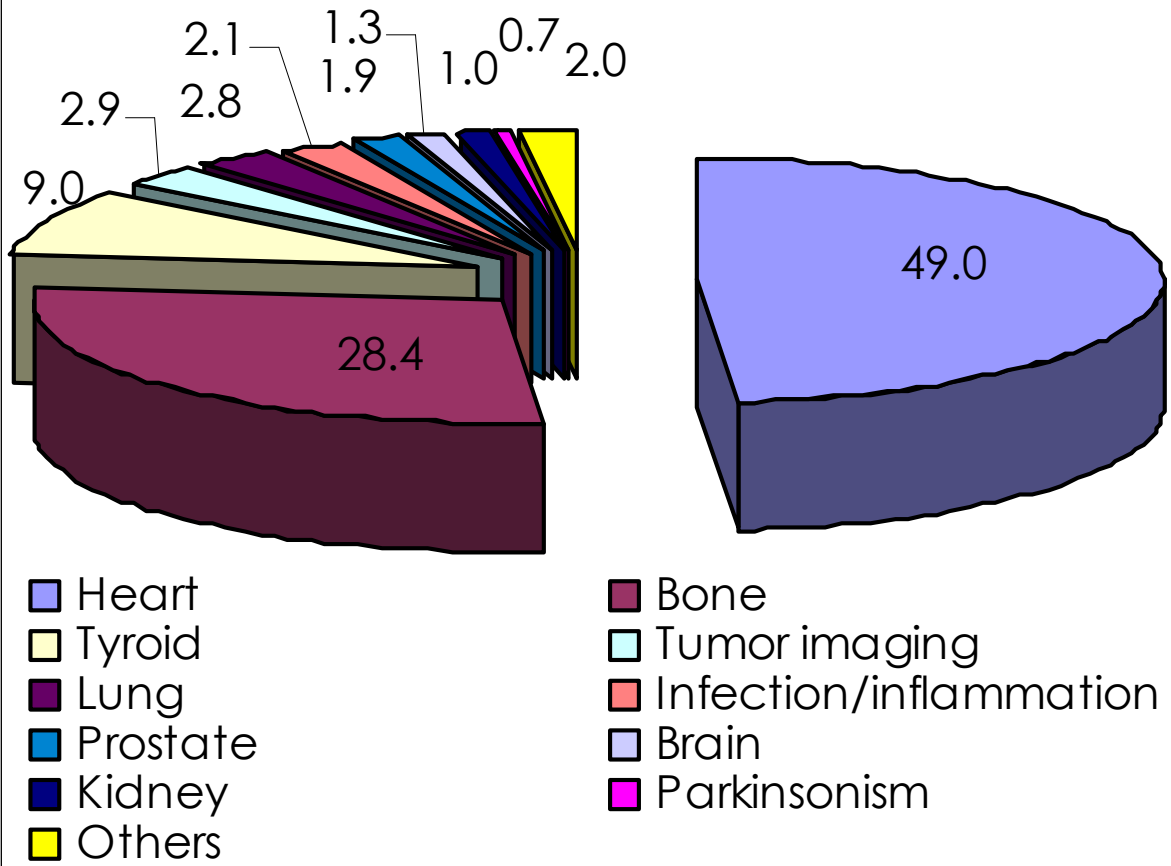 1.3
0.7
2.1
2.0
1.0
1.9
2.8
2.9
9.0
49.0
28.4
Heart
Bone
Tyroid
Tumor imaging
Lung
Infection/inflammation
Prostate
Brain
Kidney
Parkinsonism
Others